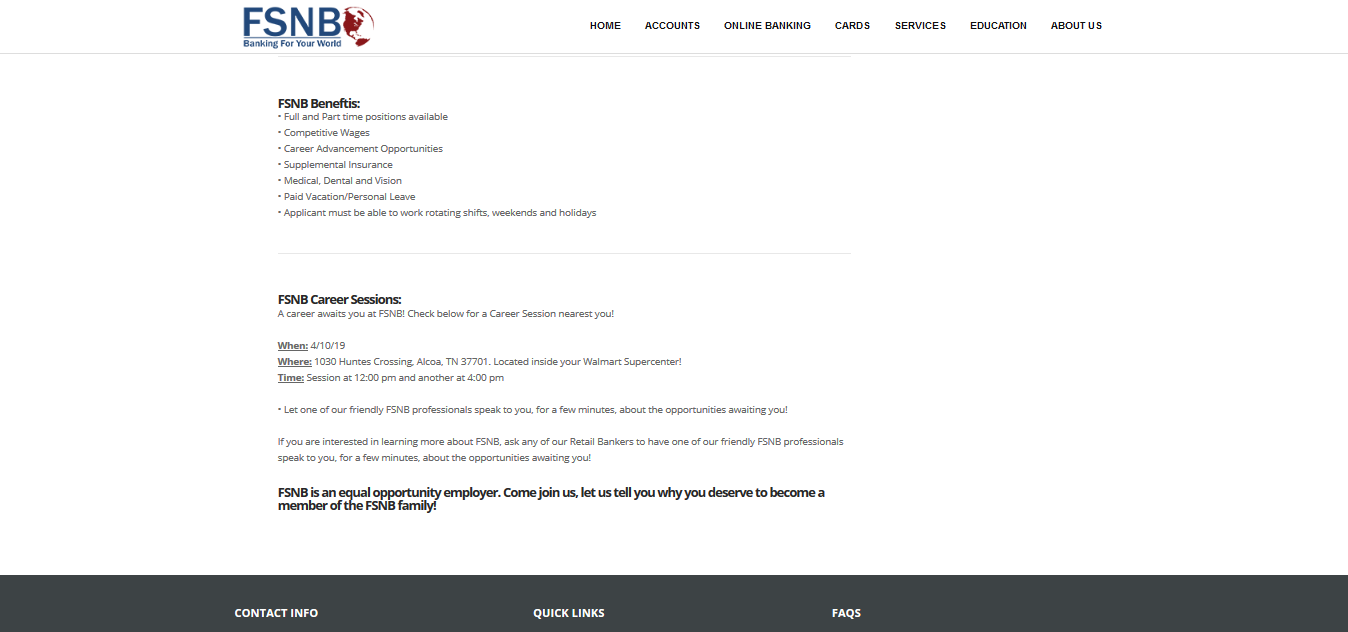 FSNB
Banking For Your World
HOME ACCOUNTS ONLINE BANKING CARDS SERVICES EDUCATION ABOUT US
FSNB Beneftis:
• Full and Part time positions available
• Competitive Wages
• Career Advancement Opportunities
• Supplemental Insurance
• Medical, Dental and Vision
• Paid Vacation/Personal Leave
• Applicant must be able to work rotating shifts, weekends and holidays
FSNB Career Sessions:
A career awaits you at FSNB! Check below for a Career Session nearest you!
When: 4/10/19
Where: 1030 Huntes Crossing, Alcoa, TN 37701. Located inside your Walmart Supercenter!
Time: Session at 12:00 pm and another at 4:00 pm
• Let one of our friendly FSNB professionals speak to you, for a few minutes, about the opportunities awaiting you!
If you are interested in learning more about FSNB, ask any of our Retail Bankers to have one of our friendly FSNB professionals
speak to you, for a few minutes, about the opportunities awaiting you!
FSNB is an equal opportunity employer. Come join us, let us tell you why you deserve to become a
member of the FSNB family!
CONTACT INFO QUICK LINKS FAQS